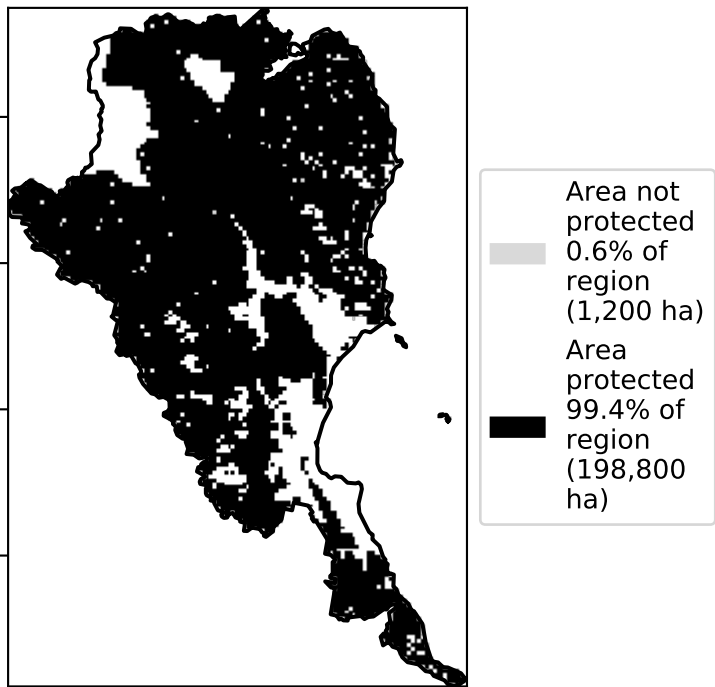 Area not
protected
0.6% of
region
(1,200 ha)
Area
protected
99.4% of
region
(198,800
ha)